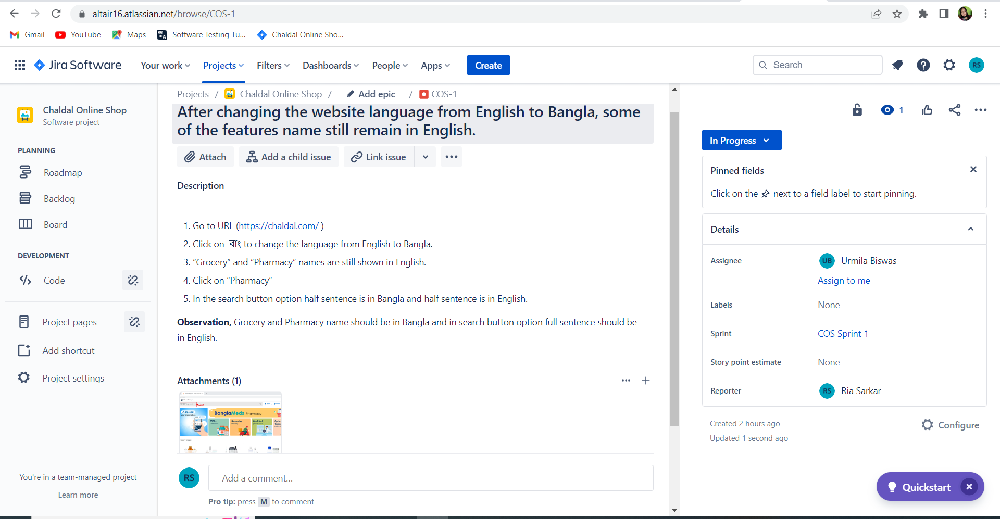 altair16.atlassian.net/browse/COS-1
Gmail
YouTube
Maps
Software Testing Tu...
Chaldal Online Sho...
Jira Software
Your work
Projects
Filters
Dashboards
People
Apps
Create
Search
RS
Chaldal Online Shop
Software project
PLANNING
Roadmap
Backlog
Board
DEVELOPMENT
Code
Project pages
Add shortcut
Project settings
You're in a team-managed project
Learn more
Projects / Chaldal Online Shop / Add epic / COS-1
After changing the website language from English to Bangla, some
of the features name still remain in English.
Attach
Add a child issue
Link issue
Description
1. Go to URL (https://chaldal.com/ )
2. Click on বাং to change the language from English to Bangla.
3. “Grocery” and “Pharmacy” names are still shown in English.
4. Click on “Pharmacy”
5. In the search button option half sentence is in Bangla and half sentence is in English.
Observation, Grocery and Pharmacy name should be in Bangla and in search button option full sentence should be
in English.
Attachments (1)
Upload
your prescription
BanglaMeds Pharmacy
Same day
Qualified
RS
Add a comment...
Pro tip: press M to comment
1
In Progress
Pinned fields
Click on the next to a field label to start pinning.
Details
Assignee
UB Urmila Biswas
Assign to me
Labels
None
Sprint
COS Sprint 1
Story point estimate
None
Reporter
RS Ria Sarkar
Created 2 hours ago
Updated 1 second ago
Configure
Quickstart